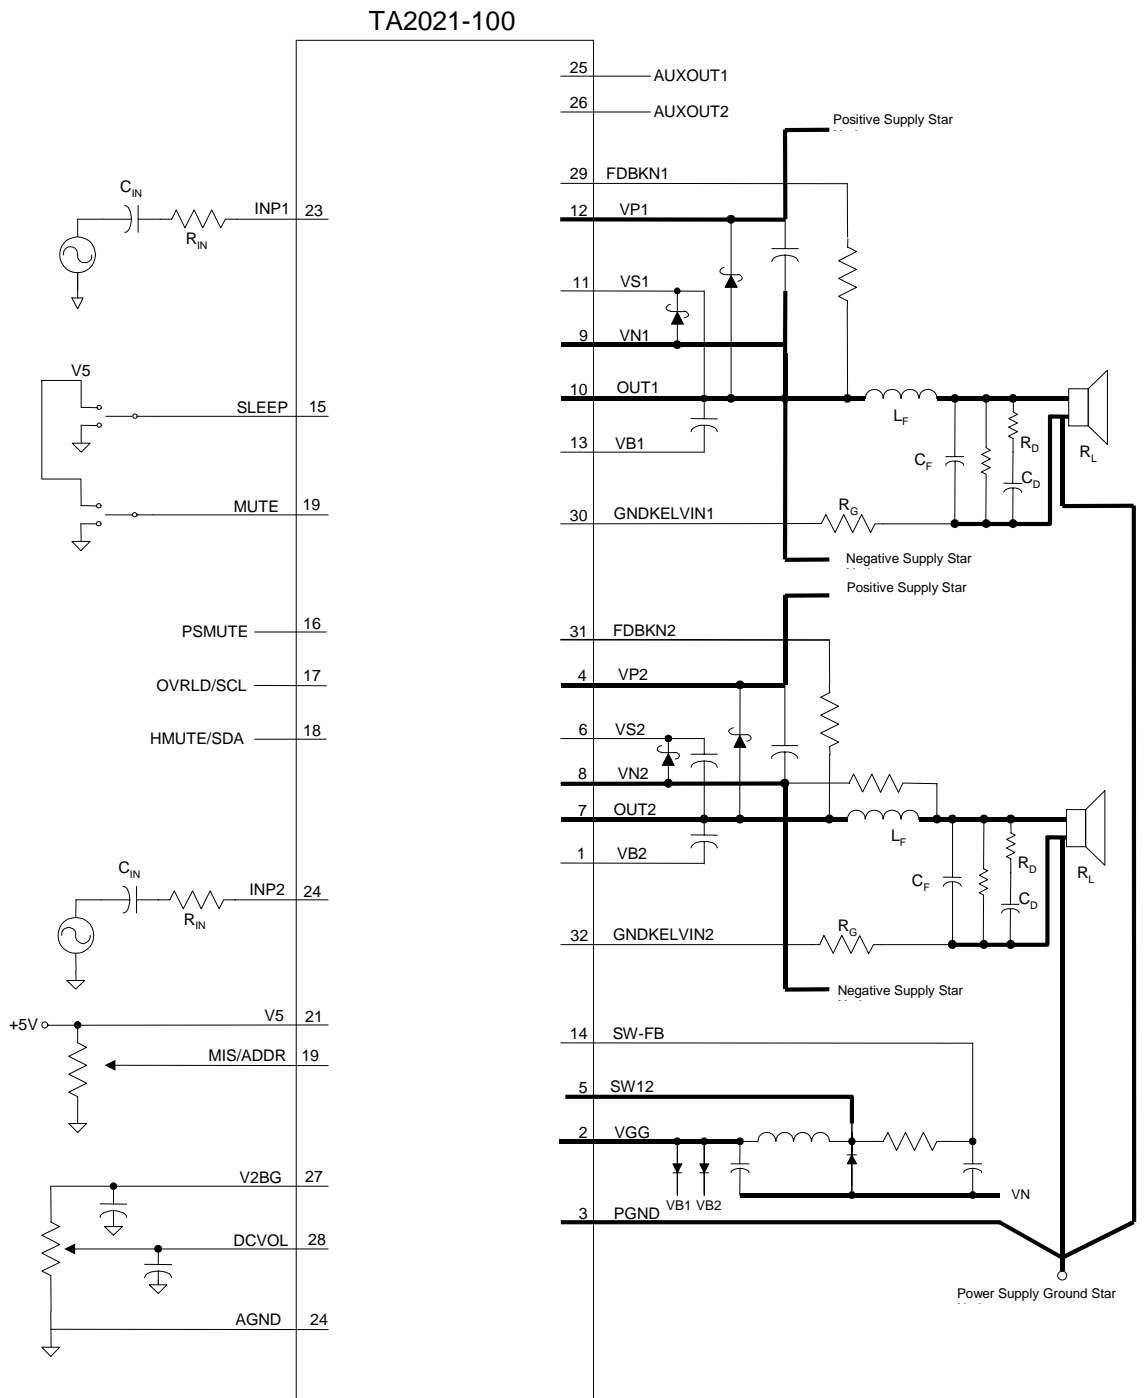 TA2021-100
25 AUXOUT1
26 AUXOUT2
Positive Supply Star
29 FDBKN1
C_IN
R_IN
INP1 23
12 VP1
11 VS1
9 VN1
V5
SLEEP 15
10 OUT1
L_F
13 VB1
C_F
R_D
C_D
R_L
MUTE 19
30 GNDKELVIN1
R_G
Negative Supply Star
Positive Supply Star
PSMUTE 16
31 FDBKN2
OVRLD/SCL 17
4 VP2
HMUTE/SDA 18
6 VS2
8 VN2
7 OUT2
L_F
1 VB2
C_F
R_D
C_D
R_L
C_IN
R_IN
INP2 24
32 GNDKELVIN2
R_G
Negative Supply Star
+5V
V5 21
14 SW-FB
MIS/ADDR 19
5 SW12
2 VGG
VB1 VB2
VN
V2BG 27
3 PGND
DCVOL 28
Power Supply Ground Star
AGND 24